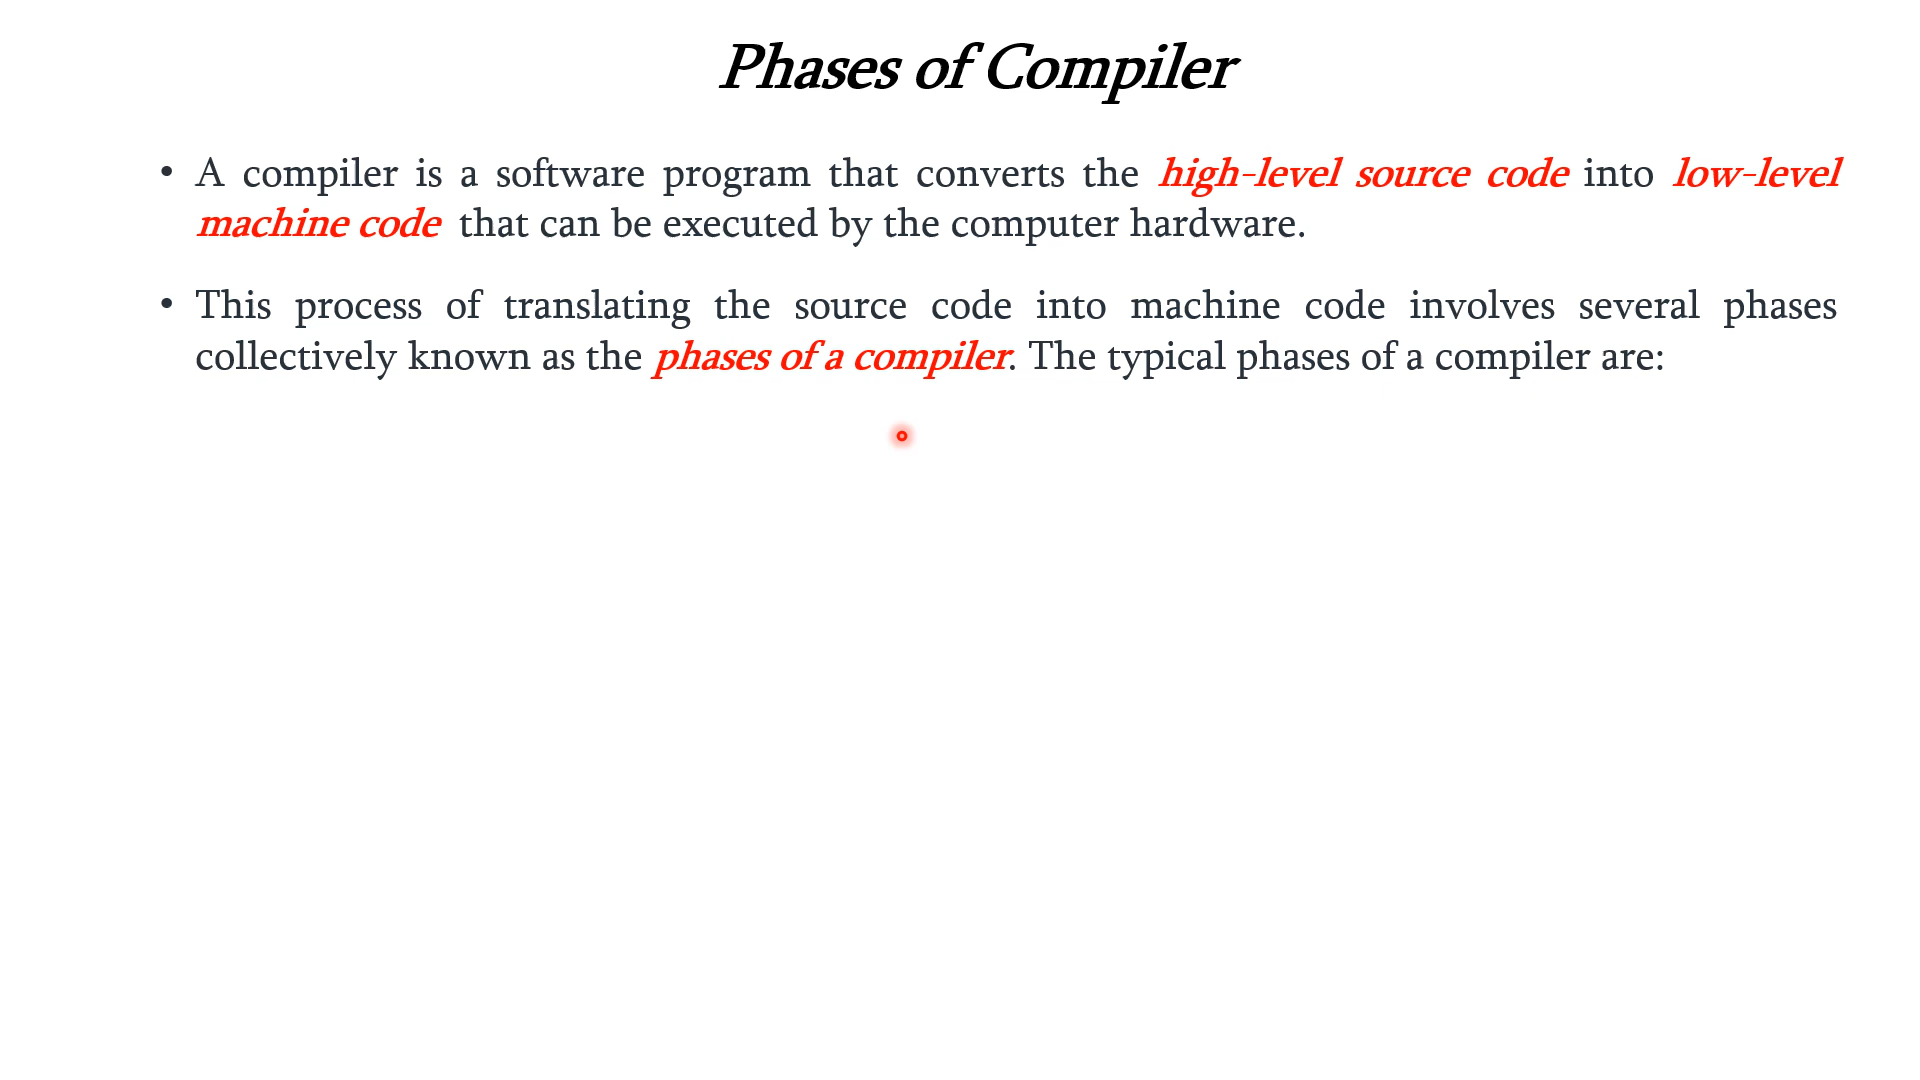 Phases of Compiler
• A compiler is a software program that converts the high-level source code into low-level
machine code that can be executed by the computer hardware.
• This process of translating the source code into machine code involves several phases
collectively known as the phases of a compiler. The typical phases of a compiler are: